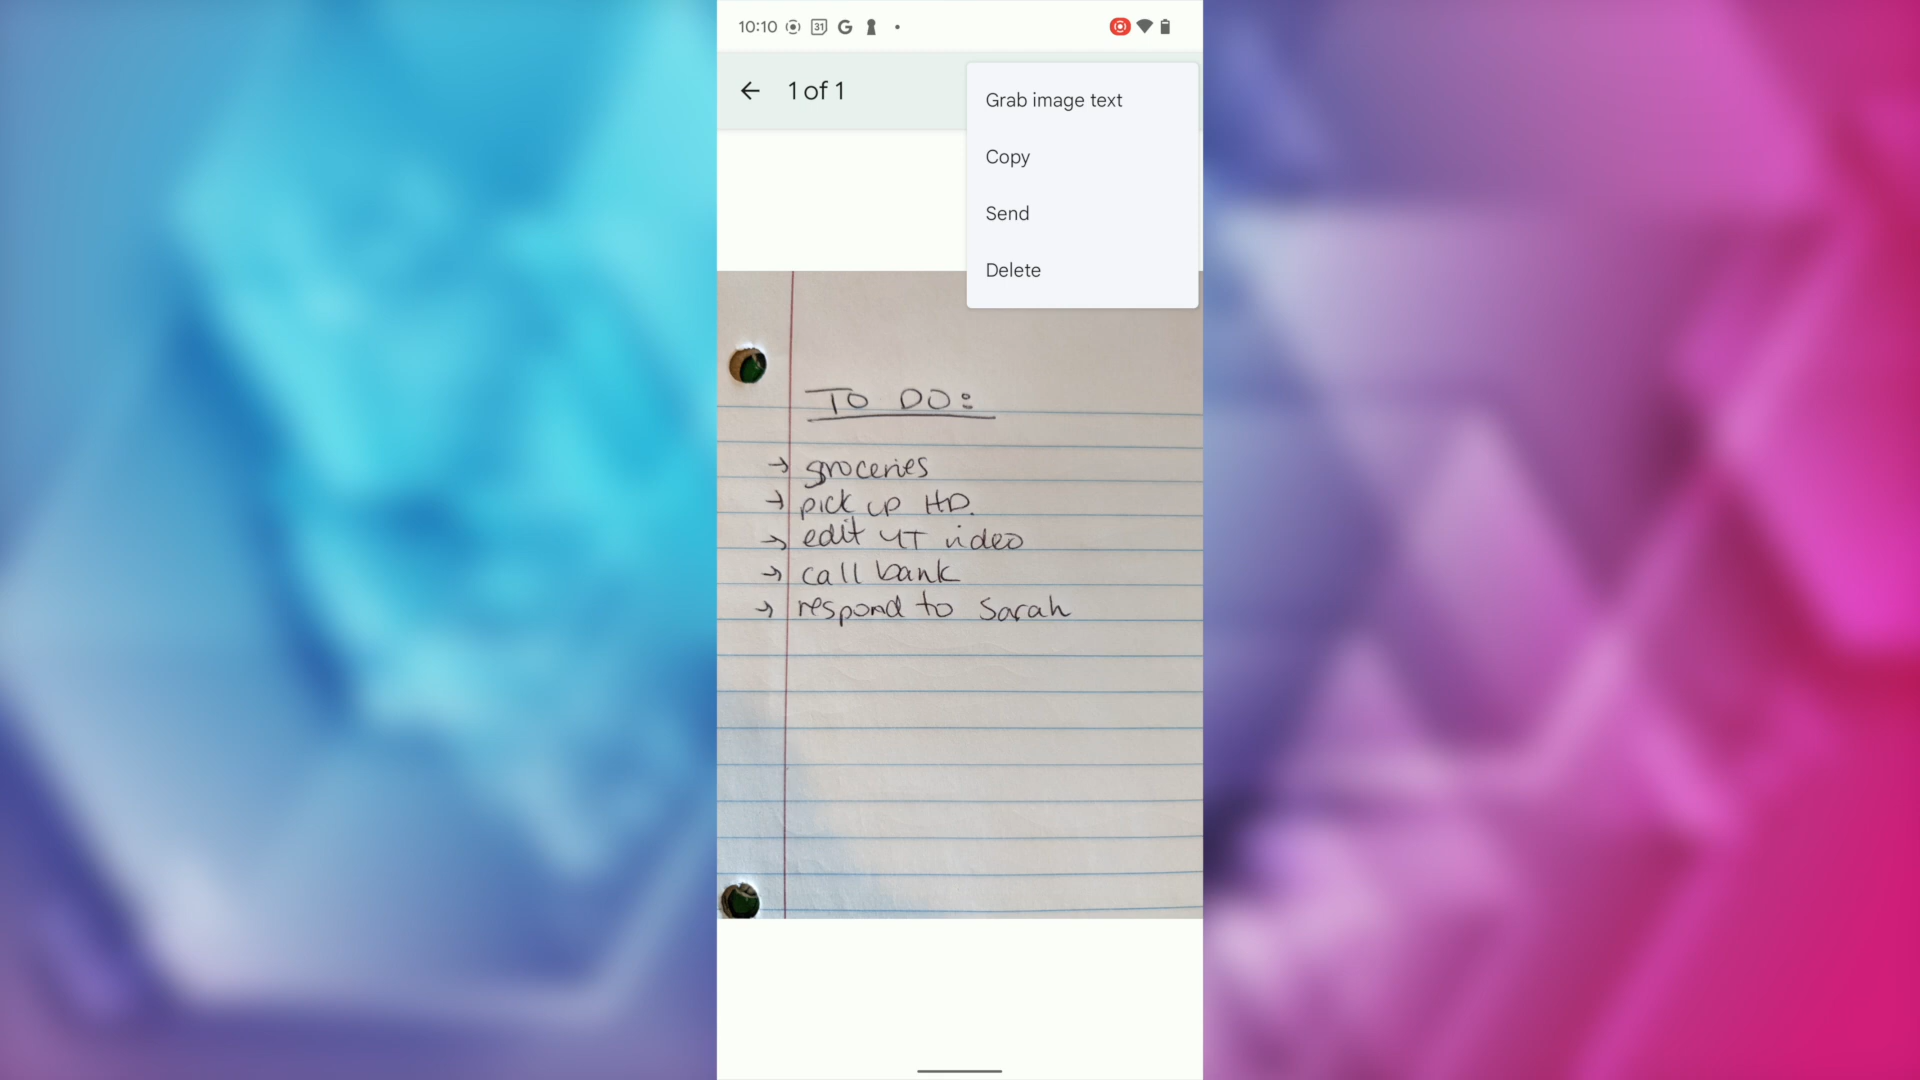 10:10 31 G
1 of 1
Grab image text
Copy
Send
Delete
TO DO:
→ groceries
→ pick up HD.
→ edit YT video
→ call bank
→ respond to Sarah